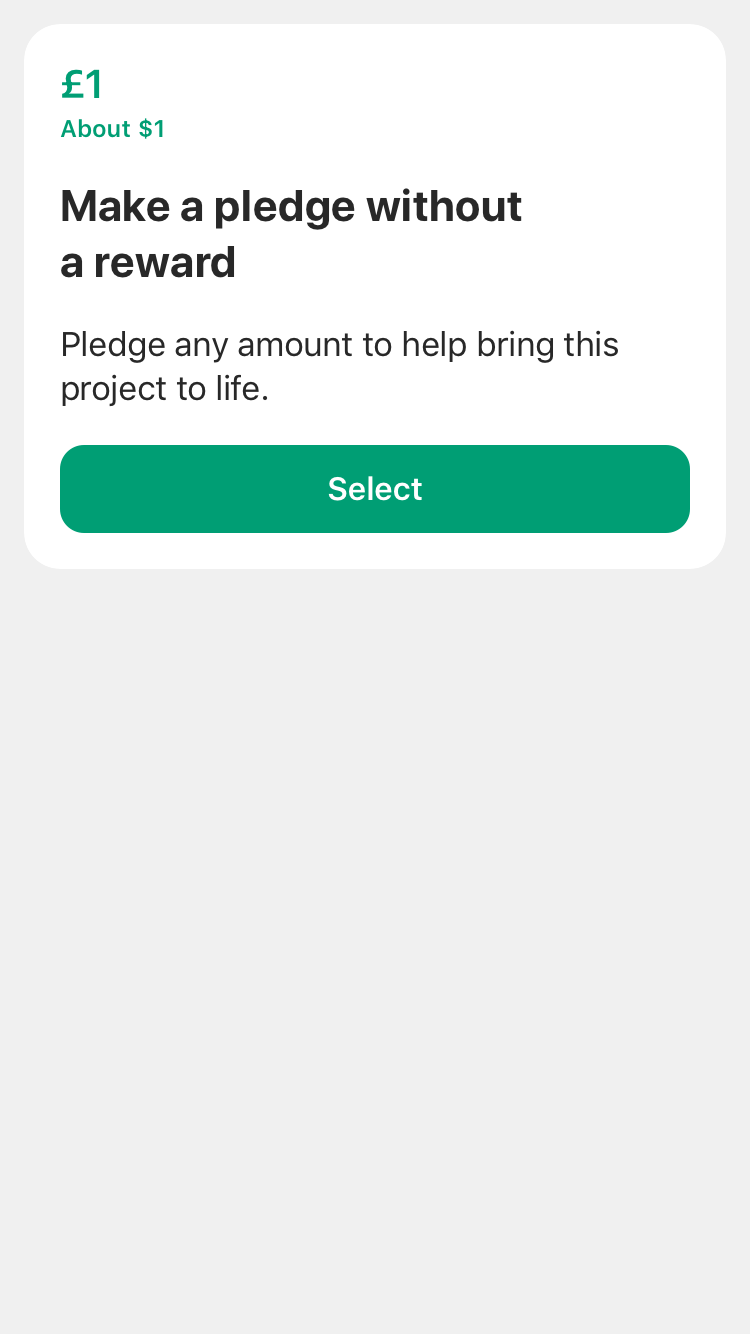 £1
About $1
Make a pledge without
a reward
Pledge any amount to help bring this
project to life.
Select